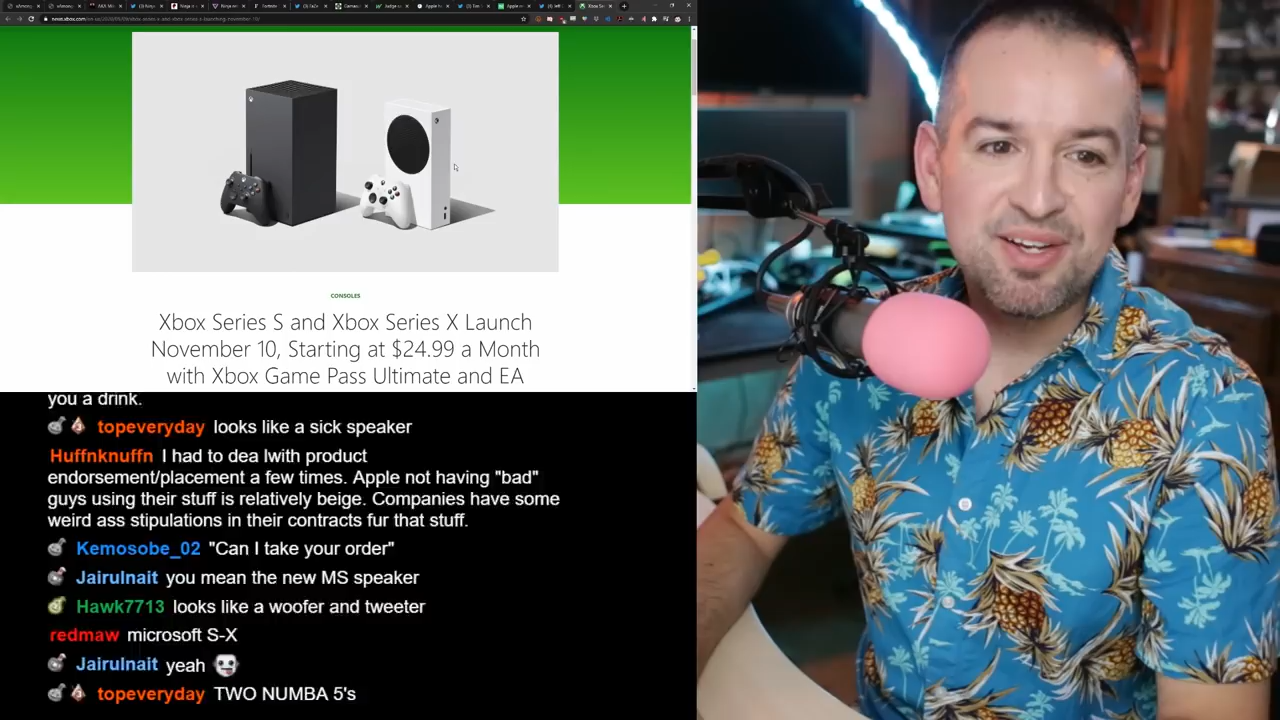 CONSOLES
Xbox Series S and Xbox Series X Launch
November 10, Starting at $24.99 a Month
with Xbox Game Pass Ultimate and EA
you a drink.
topeveryday looks like a sick speaker
Huffnknuffn I had to dea lwith product
endorsement/placement a few times. Apple not having "bad"
guys using their stuff is relatively beige. Companies have some
weird ass stipulations in their contracts fur that stuff.
Kemosobe_02 "Can I take your order"
Jairulnait you mean the new MS speaker
Hawk7713 looks like a woofer and tweeter
redmaw microsoft S-X
Jairulnait yeah
topeveryday TWO NUMBA 5's